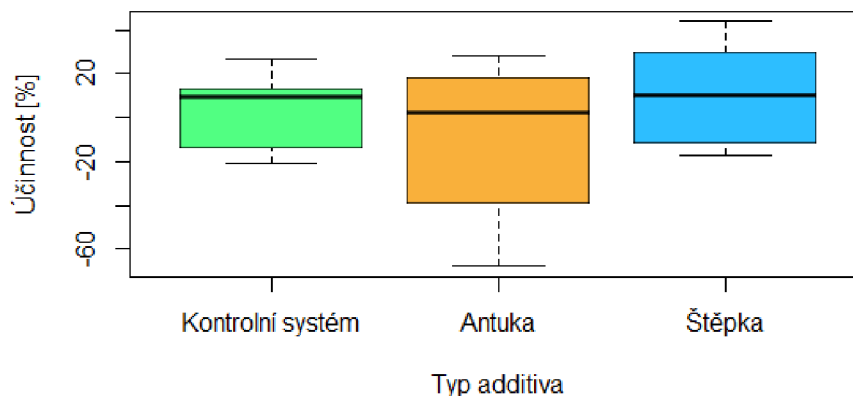 Účinnost [%]
20
-20
-60
Kontrolní systém
Antuka
Štěpka
Typ additiva